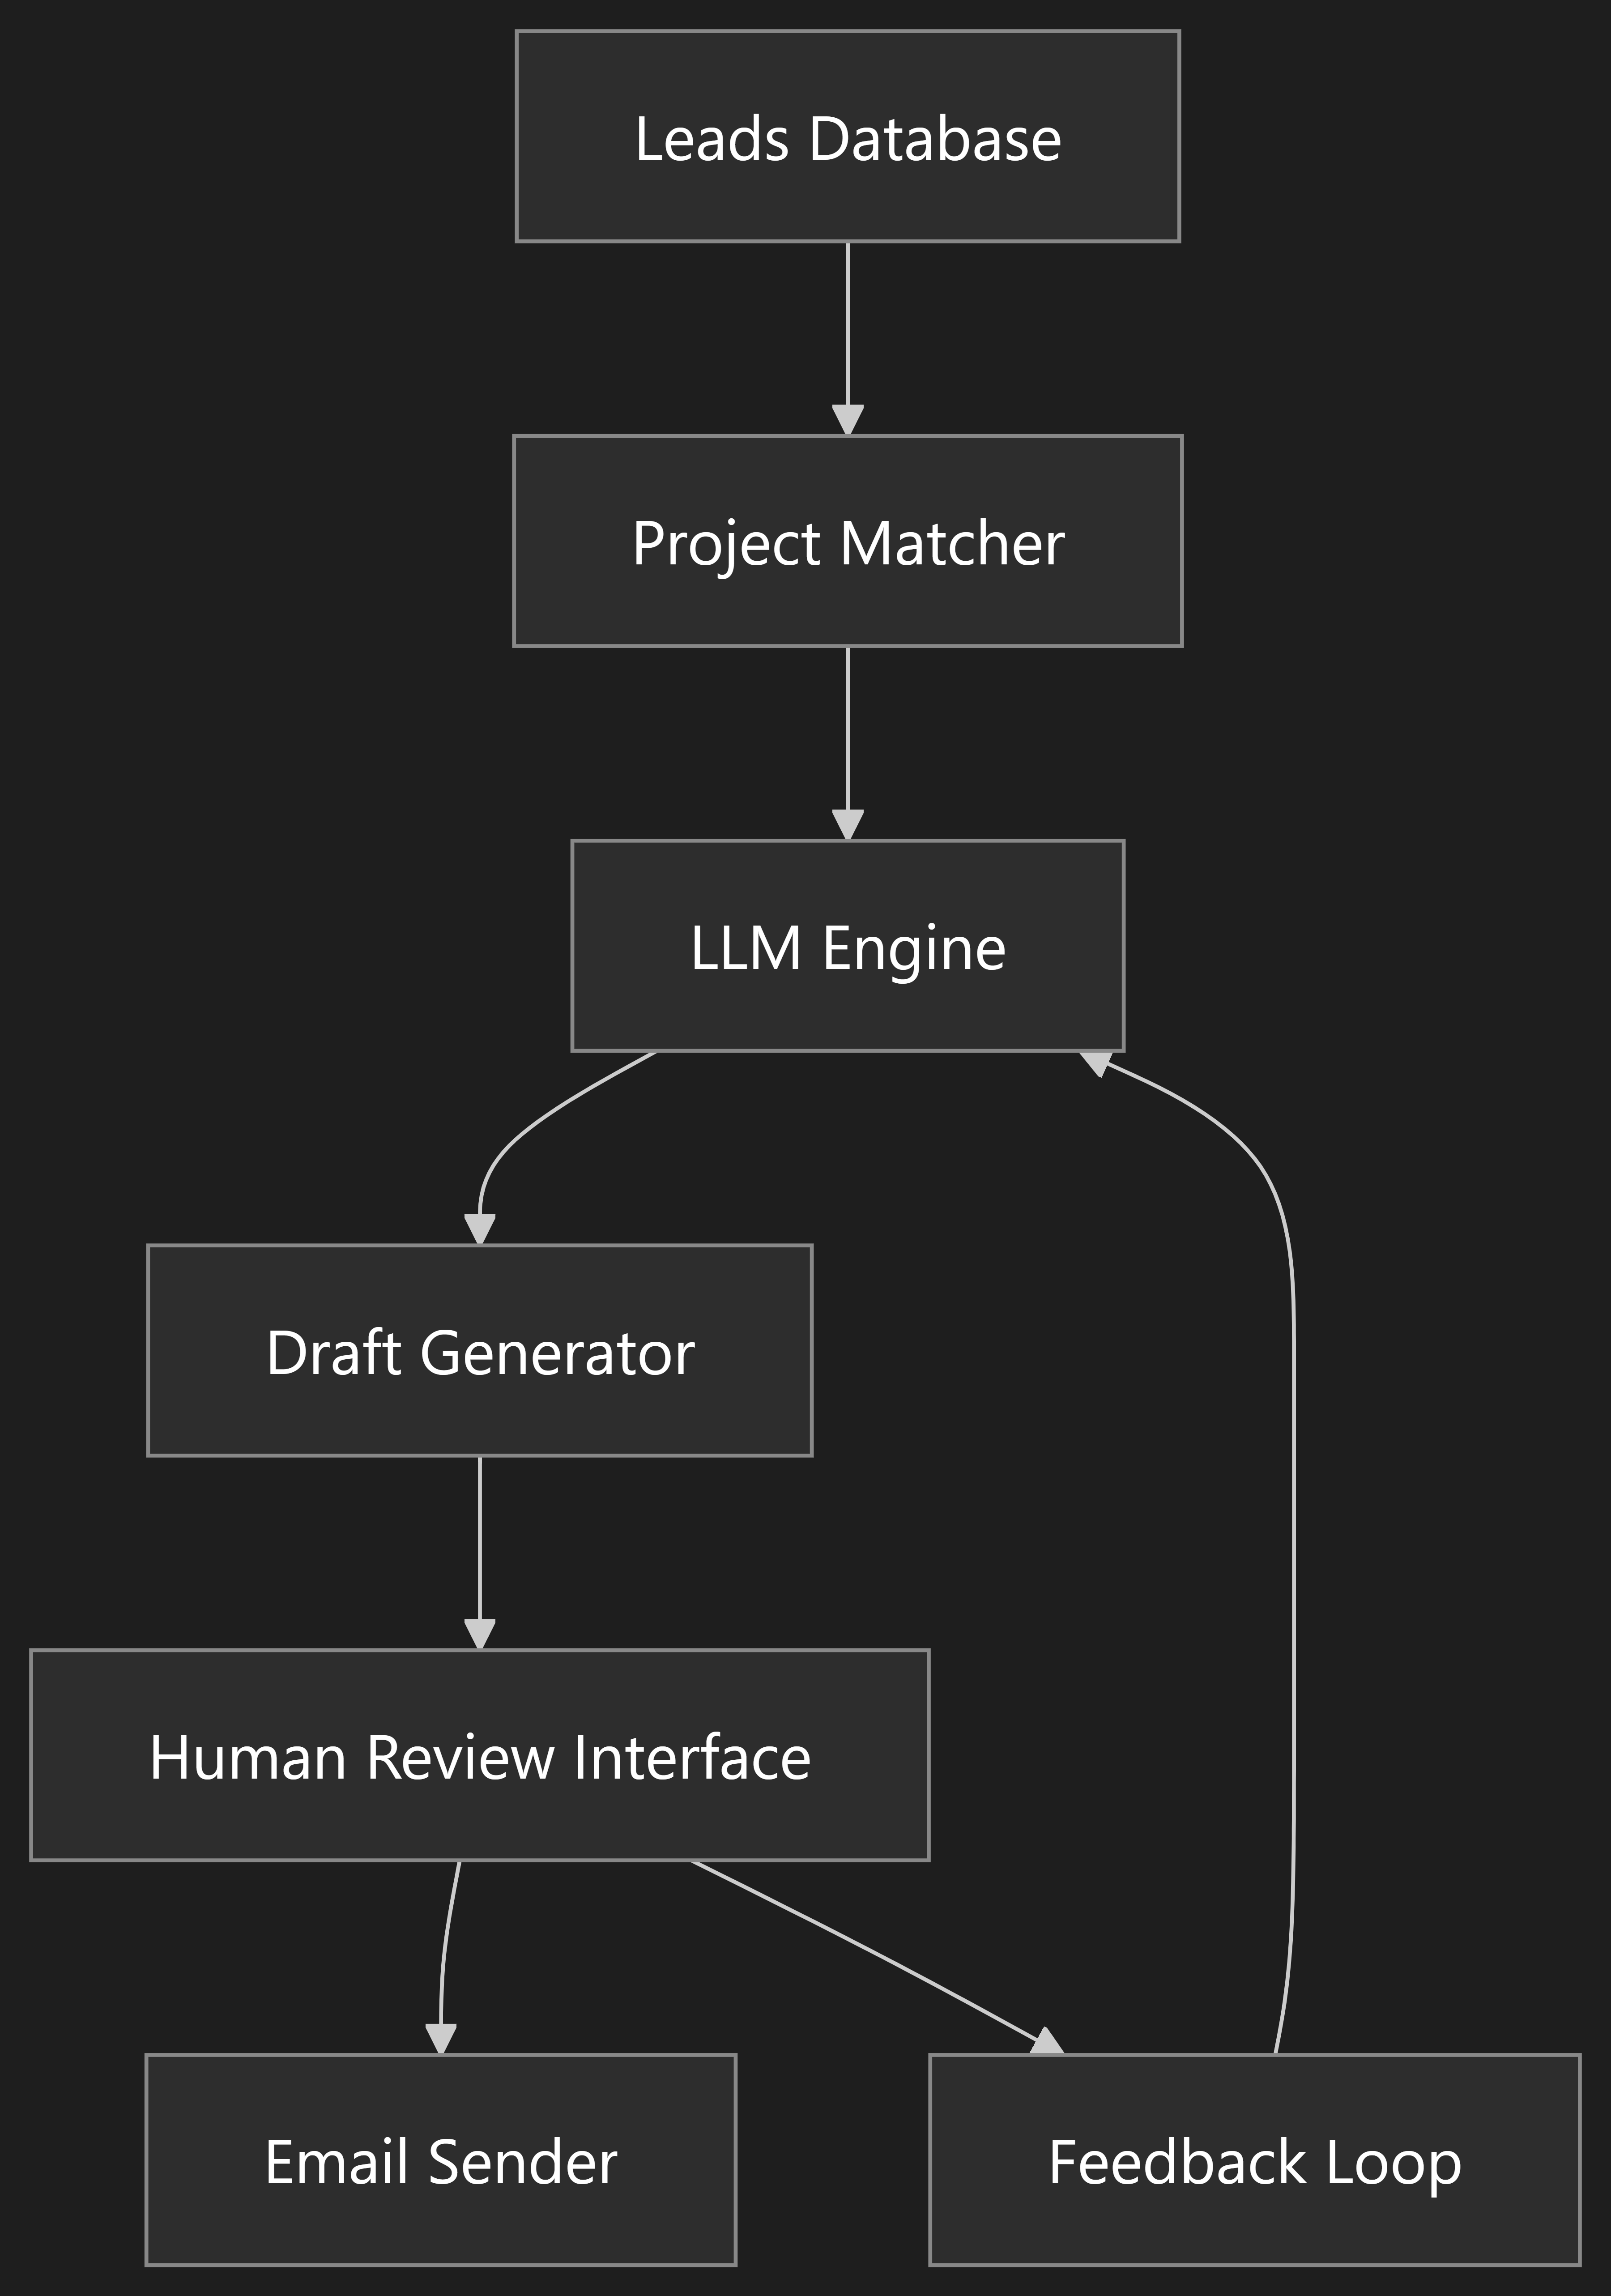 Leads Database
Project Matcher
LLM Engine
Draft Generator
Human Review Interface
Email Sender
Feedback Loop